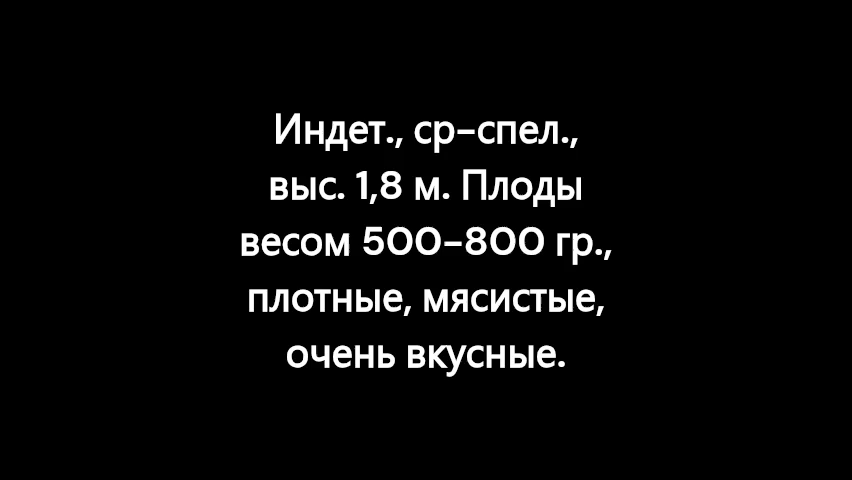 Индет., ср-спел.,
выс. 1,8 м. Плоды
весом 500-800 гр.,
плотные, мясистые,
очень вкусные.